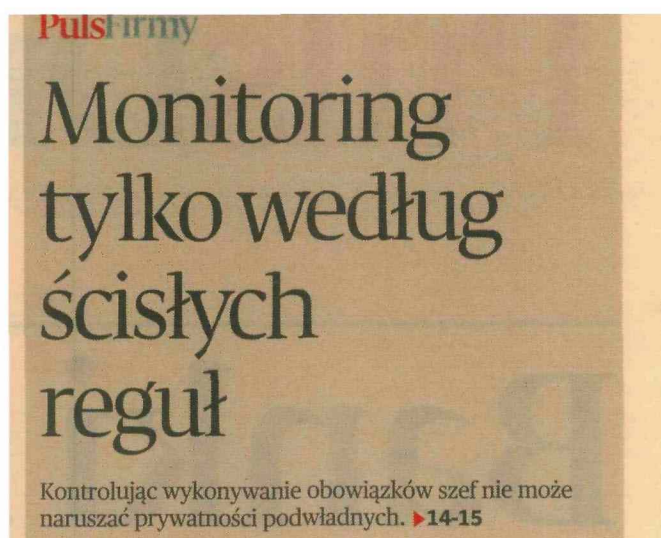 PulsFirmy
Monitoring
tylko według
ścisłych
reguł
Kontrolując wykonywanie obowiązków szef nie może
naruszać prywatności podwładnych. ▶14-15